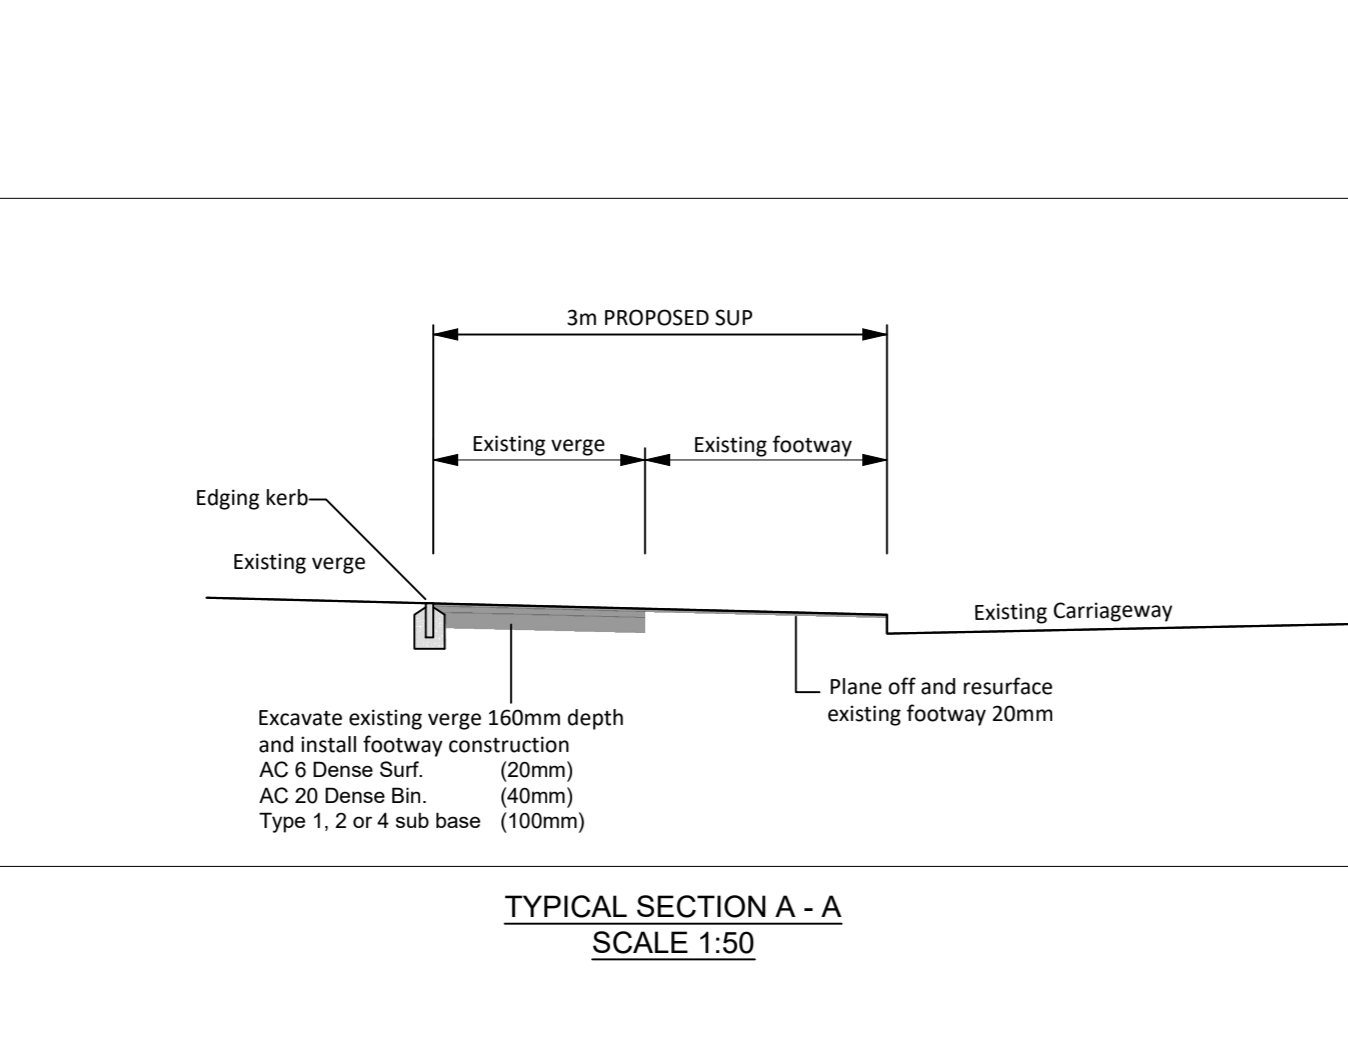 3m PROPOSED SUP
Existing verge
Existing footway
Edging kerb
Existing verge
Existing Carriageway
Plane off and resurface
existing footway 20mm
Excavate existing verge 160mm depth
and install footway construction
AC 6 Dense Surf. (20mm)
AC 20 Dense Bin. (40mm)
Type 1, 2 or 4 sub base (100mm)
TYPICAL SECTION A - A
SCALE 1:50